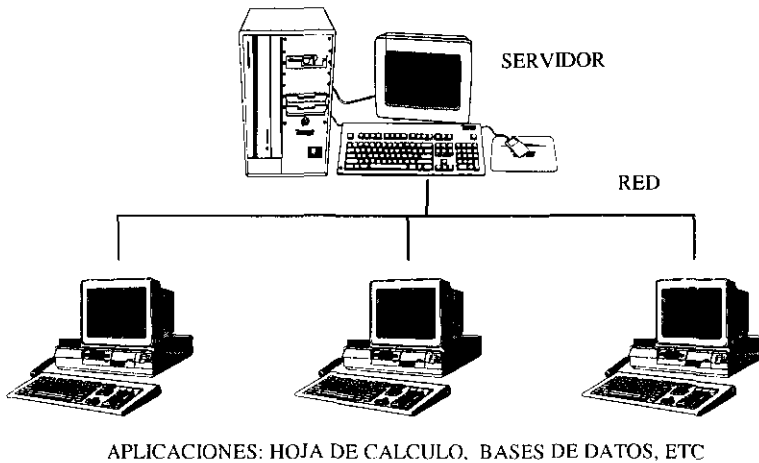 SERVIDOR
RED
APLICACIONES: HOJA DE CALCULO, BASES DE DATOS, ETC